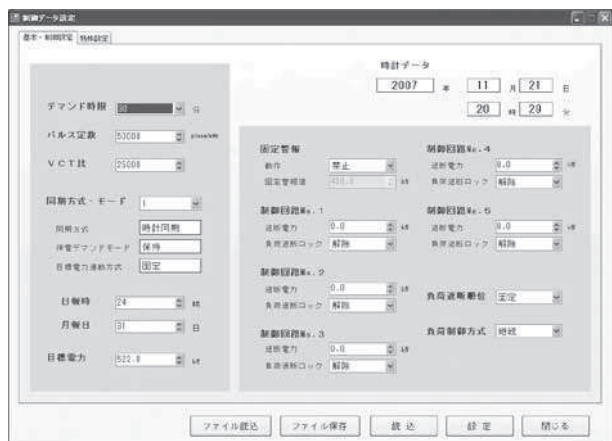 制御データ設定
基本・制御設定 特殊設定
時計データ
2007 年 11 月 21 日
20 時 29 分
デマンド時限 30 分
パルス定数 50000 pulse/kWh
VCT比 25000
同期方式・モード 1
同期方式 時計同期
停電デマンドモード 保持
目標電力連動方式 固定
日報時 24 時
月報日 31 日
目標電力 522.0 kW
固定警報
動作 禁止
固定警報値 kW
制御回路No.1
遮断電力 0.0 kW
負荷遮断ロック 解除
制御回路No.2
遮断電力 0.0 kW
負荷遮断ロック 解除
制御回路No.3
遮断電力 0.0 kW
負荷遮断ロック 解除
制御回路No.4
遮断電力 0.0 kW
負荷遮断ロック 解除
制御回路No.5
遮断電力 0.0 kW
負荷遮断ロック 解除
負荷遮断順位 固定
負荷制御方式
ファイル読込 ファイル保存 読込 設定 閉じる